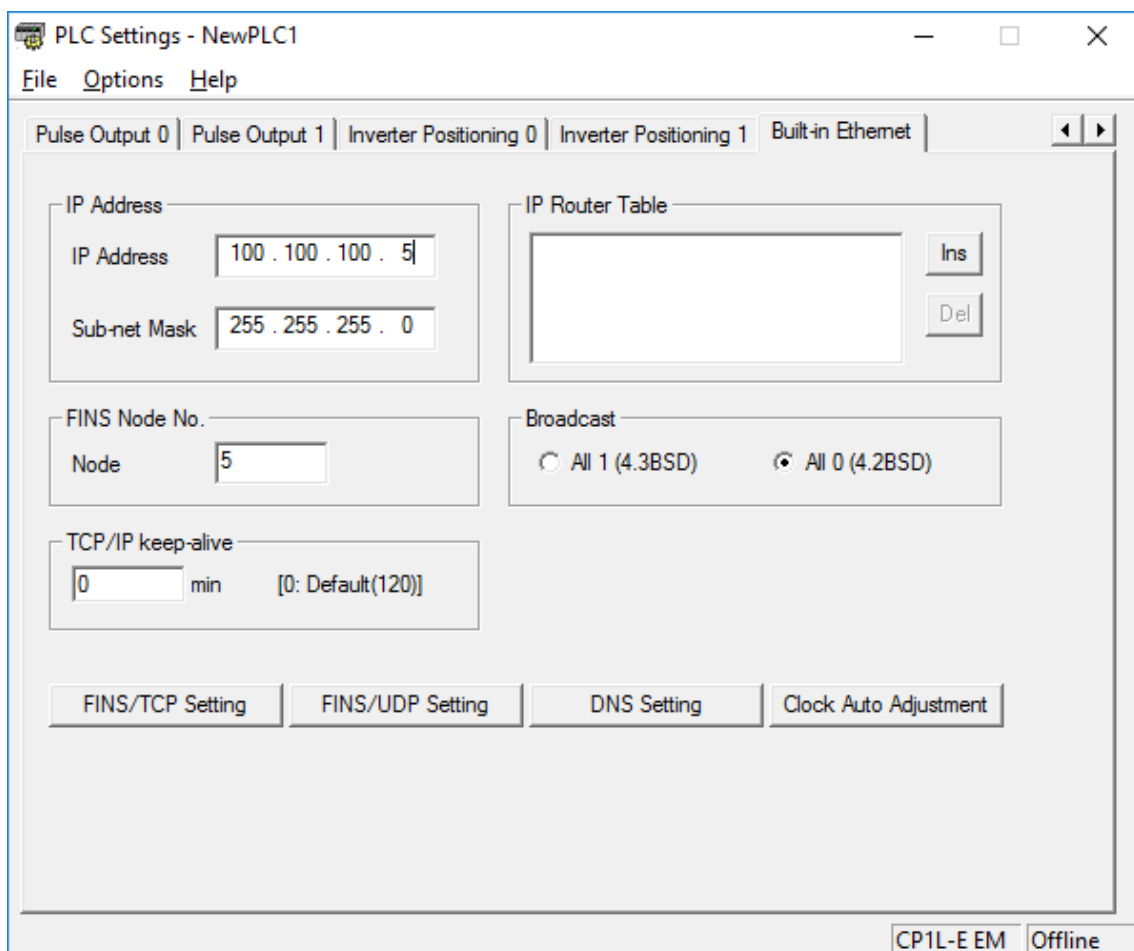 PLC Settings - NewPLC1
File Options Help
Pulse Output 0 Pulse Output 1 Inverter Positioning 0 Inverter Positioning 1 Built-in Ethernet
IP Address
IP Address 100 . 100 . 100 . 5
Sub-net Mask 255 . 255 . 255 . 0
IP Router Table
Ins
Del
FINS Node No.
Node 5
Broadcast
All 1 (4.3BSD) All 0 (4.2BSD)
TCP/IP keep-alive
0 min [0: Default(120)]
FINS/TCP Setting FINS/UDP Setting DNS Setting Clock Auto Adjustment
CP1L-E EM Offline